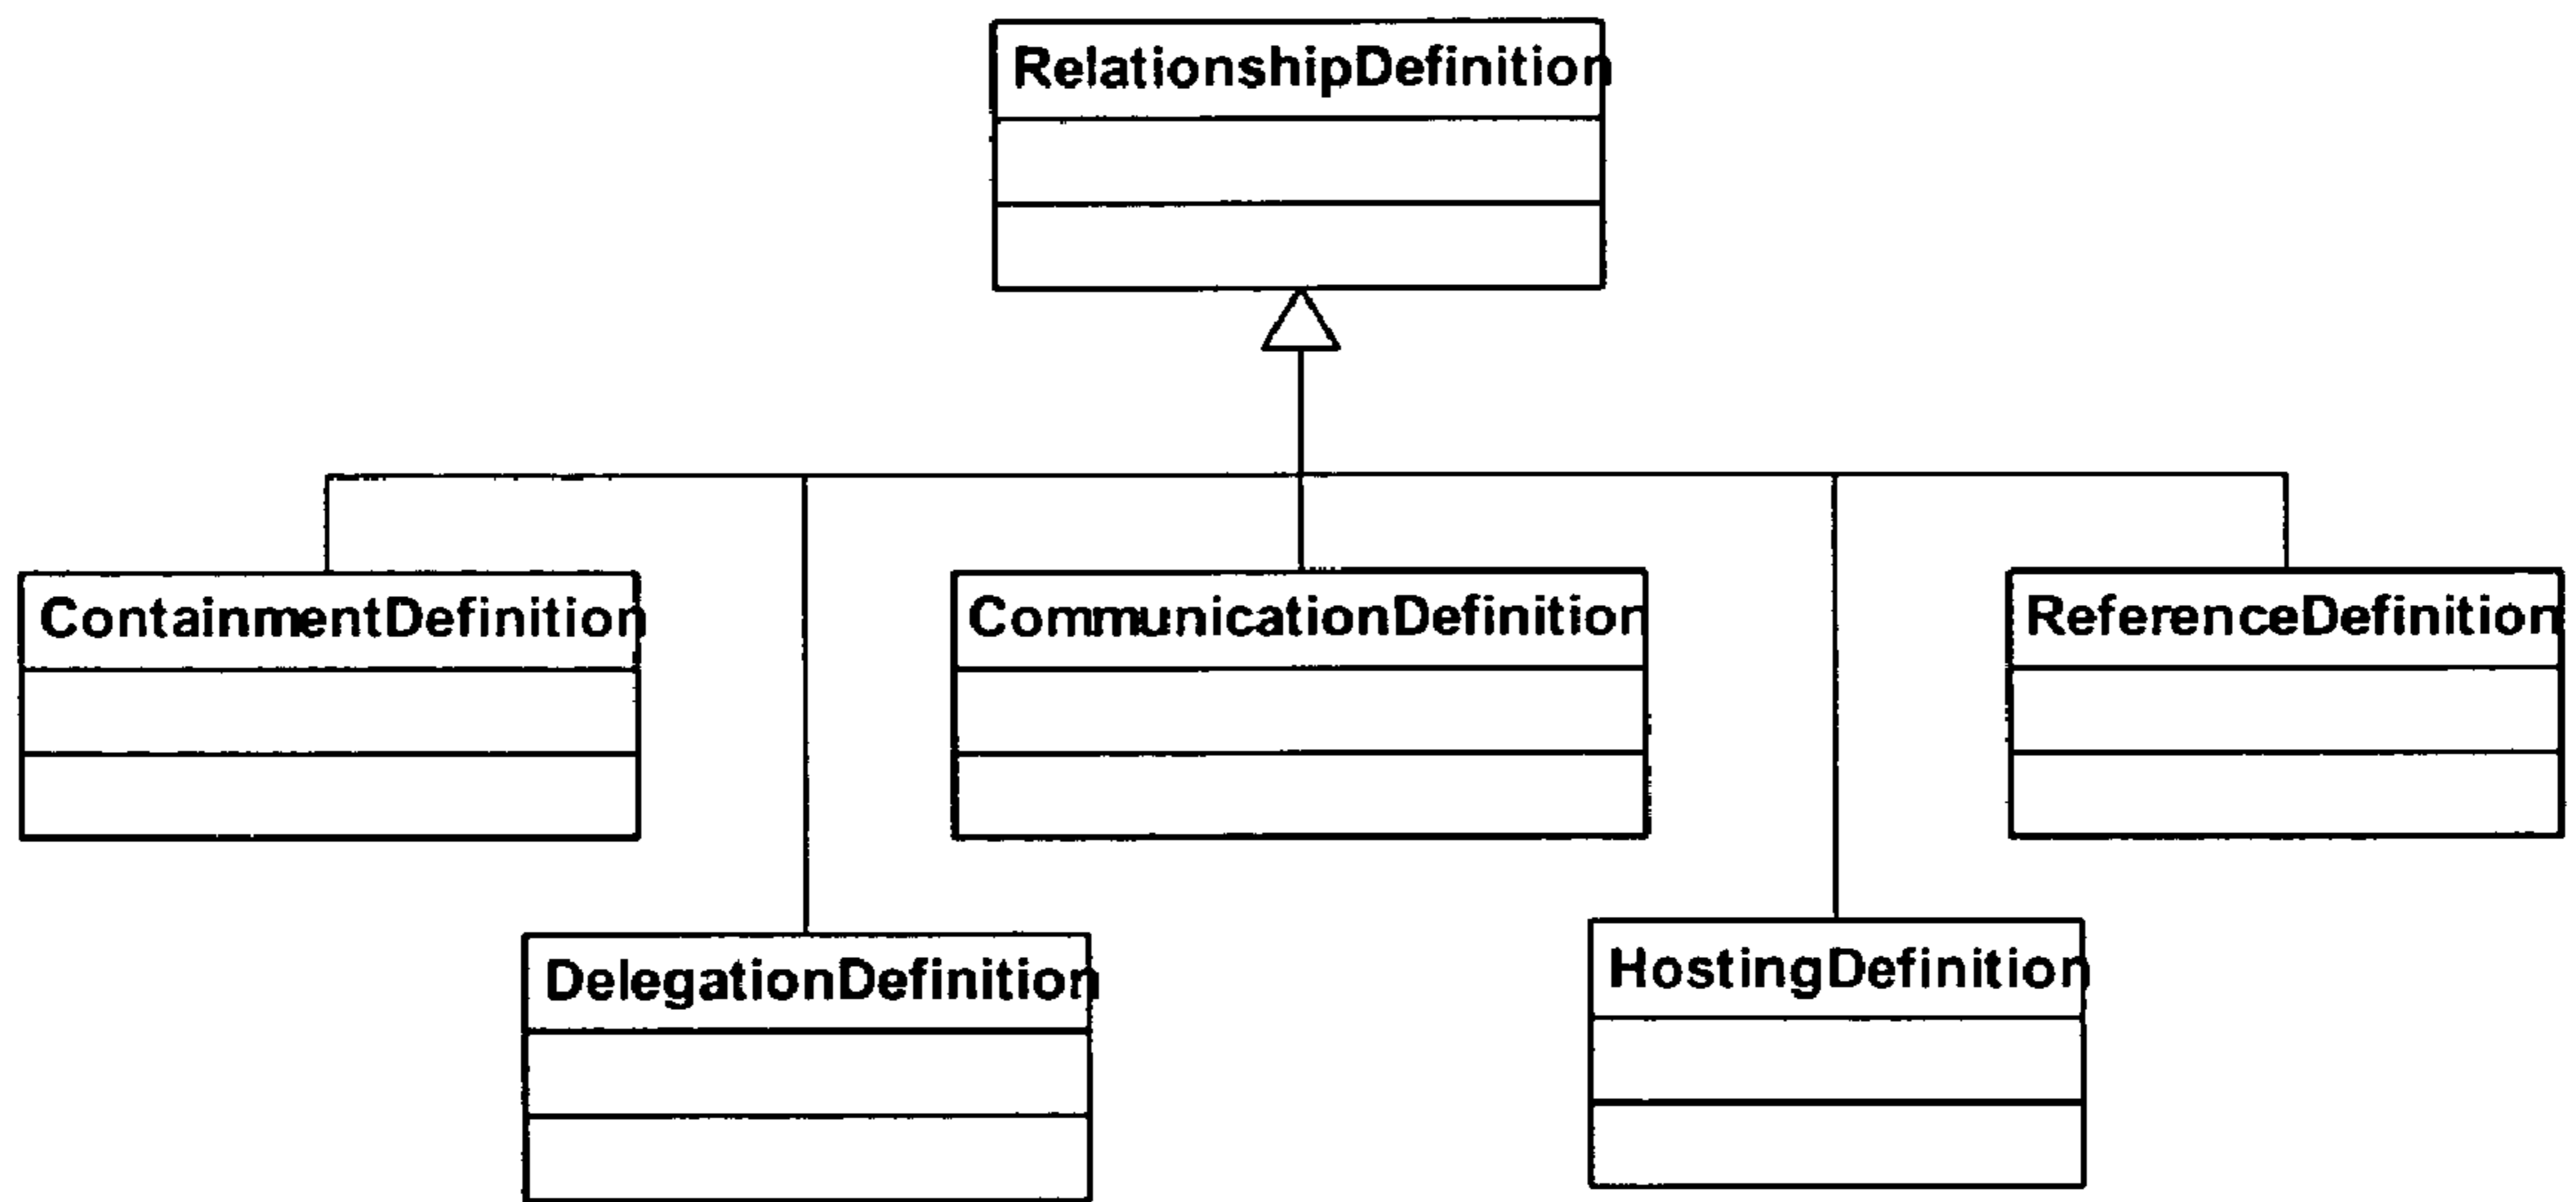 RelationshipDefinition
ContainmentDefinition
CommunicationDefinition
ReferenceDefinition
DelegationDefinition
HostingDefinition